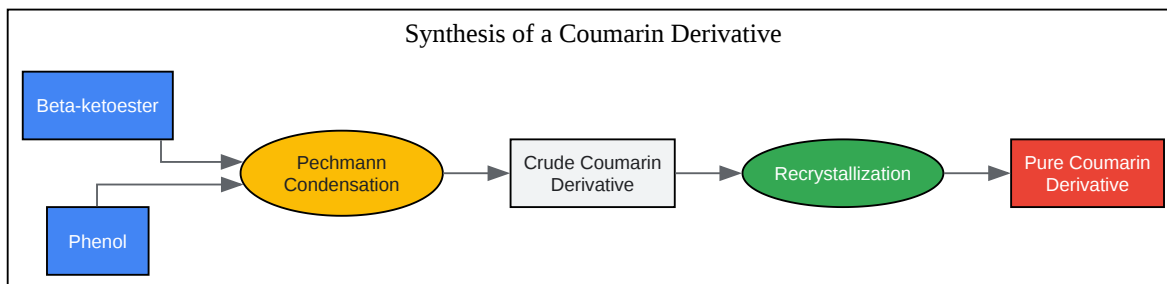 Synthesis of a Coumarin Derivative
Beta-ketoester
Phenol
Pechmann
Condensation
Crude Coumarin
Derivative
Recrystallization
Pure Coumarin
Derivative